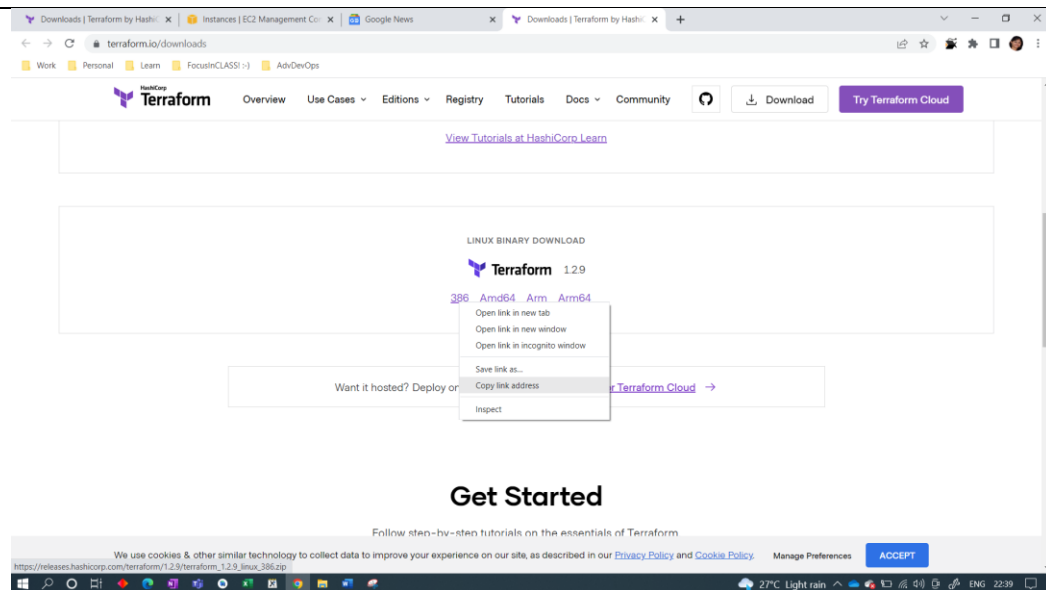 Downloads | Terraform by HashiC
Instances | EC2 Management Con
Google News
Downloads | Terraform by HashiC
terraform.io/downloads
Work
Personal
Learn
FocusInCLASS! :-)
AdvDevOps
HashiCorp
Terraform
Overview
Use Cases
Editions
Registry
Tutorials
Docs
Community
Download
Try Terraform Cloud
View Tutorials at HashiCorp Learn
LINUX BINARY DOWNLOAD
Terraform 1.2.9
386 Amd64 Arm Arm64
Open link in new tab
Open link in new window
Open link in incognito window
Save link as...
Copy link address
Inspect
Want it hosted? Deploy on
Terraform Cloud →
Get Started
Follow step-by-step tutorials on the essentials of Terraform
We use cookies & other similar technology to collect data to improve your experience on our site, as described in our Privacy Policy and Cookie Policy.
Manage Preferences
ACCEPT
https://releases.hashicorp.com/terraform/1.2.9/terraform_1.2.9_linux_386.zip
27°C Light rain
ENG
22:39